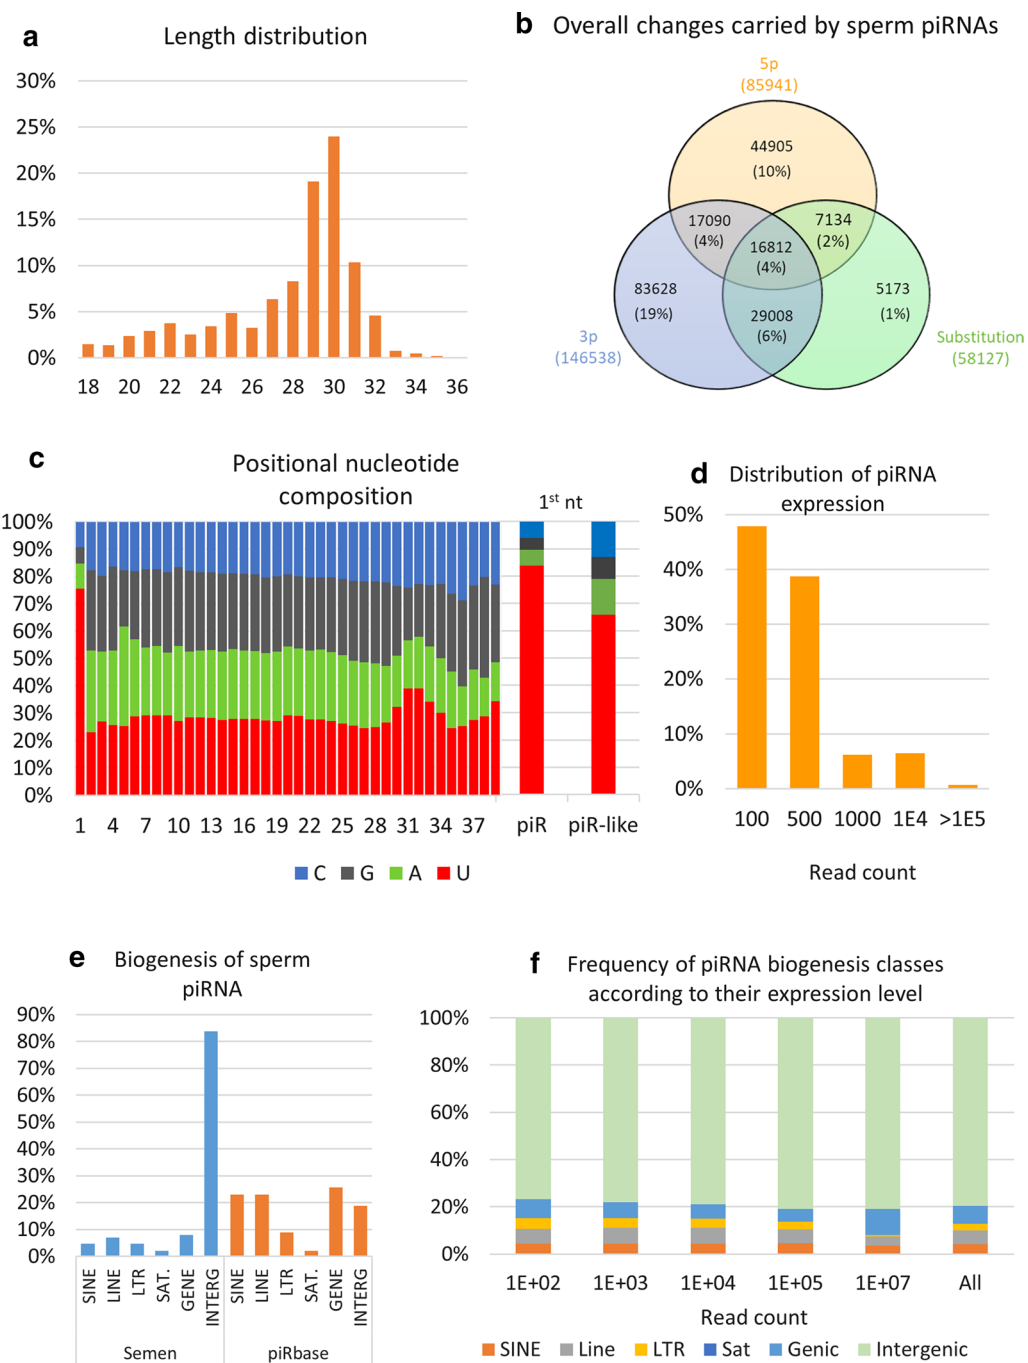 a
Length distribution
30%
25%
20%
15%
10%
5%
0%
18 20 22 24 26 28 30 32 34 36
b
Overall changes carried by sperm piRNAs
5p
(85941)
44905
(10%)
17090
(4%)
7134
(2%)
16812
(4%)
83628
(19%)
5173
(1%)
29008
(6%)
3p
(146538)
Substitution
(58127)
c
Positional nucleotide
composition
1st nt
100%
90%
80%
70%
60%
50%
40%
30%
20%
10%
0%
1 4 7 10 13 16 19 22 25 28 31 34 37 piR piR-like
C G A U
d
Distribution of piRNA
expression
50%
40%
30%
20%
10%
0%
100 500 1000 1E4 >1E5
Read count
e
Biogenesis of sperm
piRNA
90%
80%
70%
60%
50%
40%
30%
20%
10%
0%
SINE LINE LTR SAT. GENE INTERG SINE LINE LTR SAT. GENE INTERG
Semen piRbase
f
Frequency of piRNA biogenesis classes
according to their expression level
100%
80%
60%
40%
20%
0%
1E+02 1E+03 1E+04 1E+05 1E+07 All
Read count
SINE Line LTR Sat Genic Intergenic